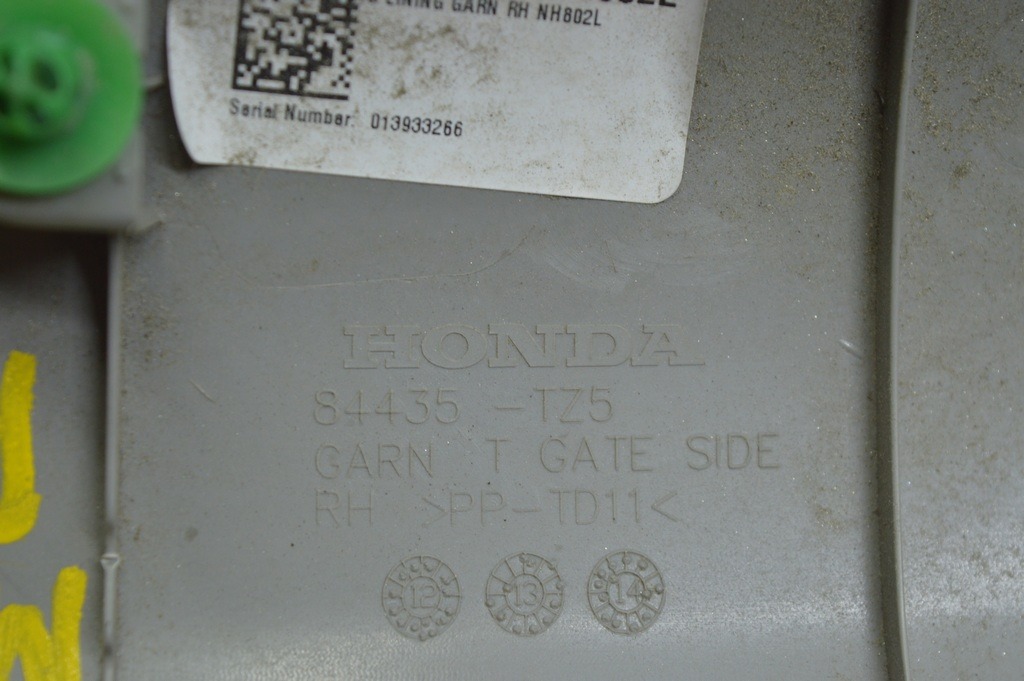 LINING GARN RH NH802L
Serial Number: 013933266
HONDA
84435 -TZ5
GARN T GATE SIDE
RH >PP-TD11<
12 13 14